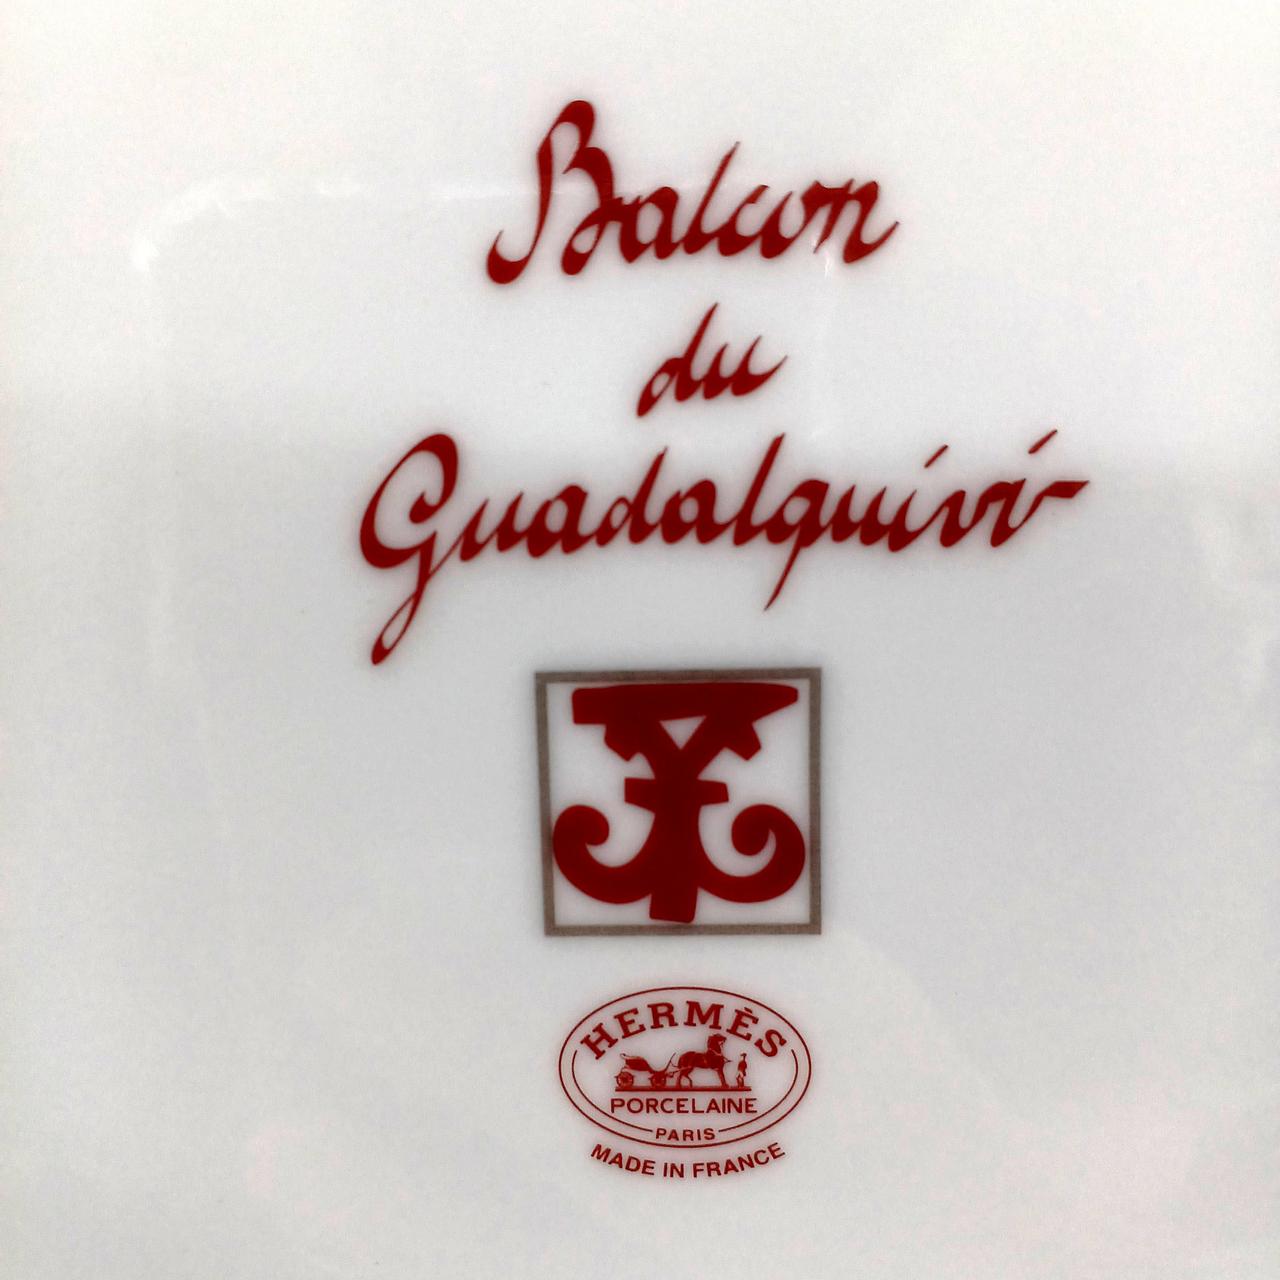 Balcon
du
Guadalquivir
HERMÈS
PORCELAINE
PARIS
MADE IN FRANCE